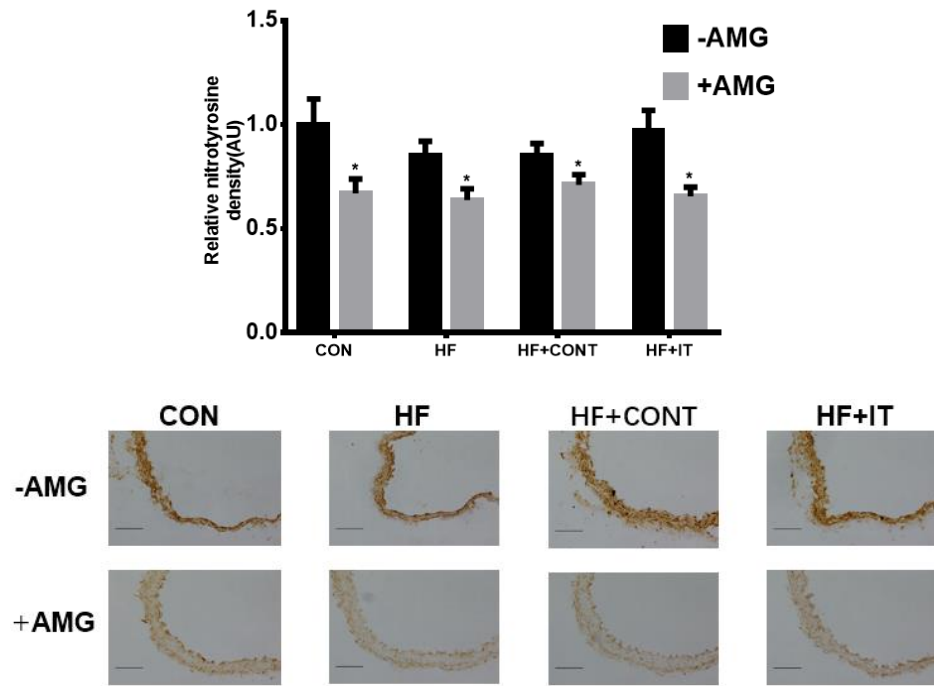 1.5
-AMG
+AMG
1.0
Relative nitrotyrosine
density(AU)
*
*
*
*
0.5
0.0
CON HF HF+CONT HF+IT
CON HF HF+CONT HF+IT
-AMG
+AMG